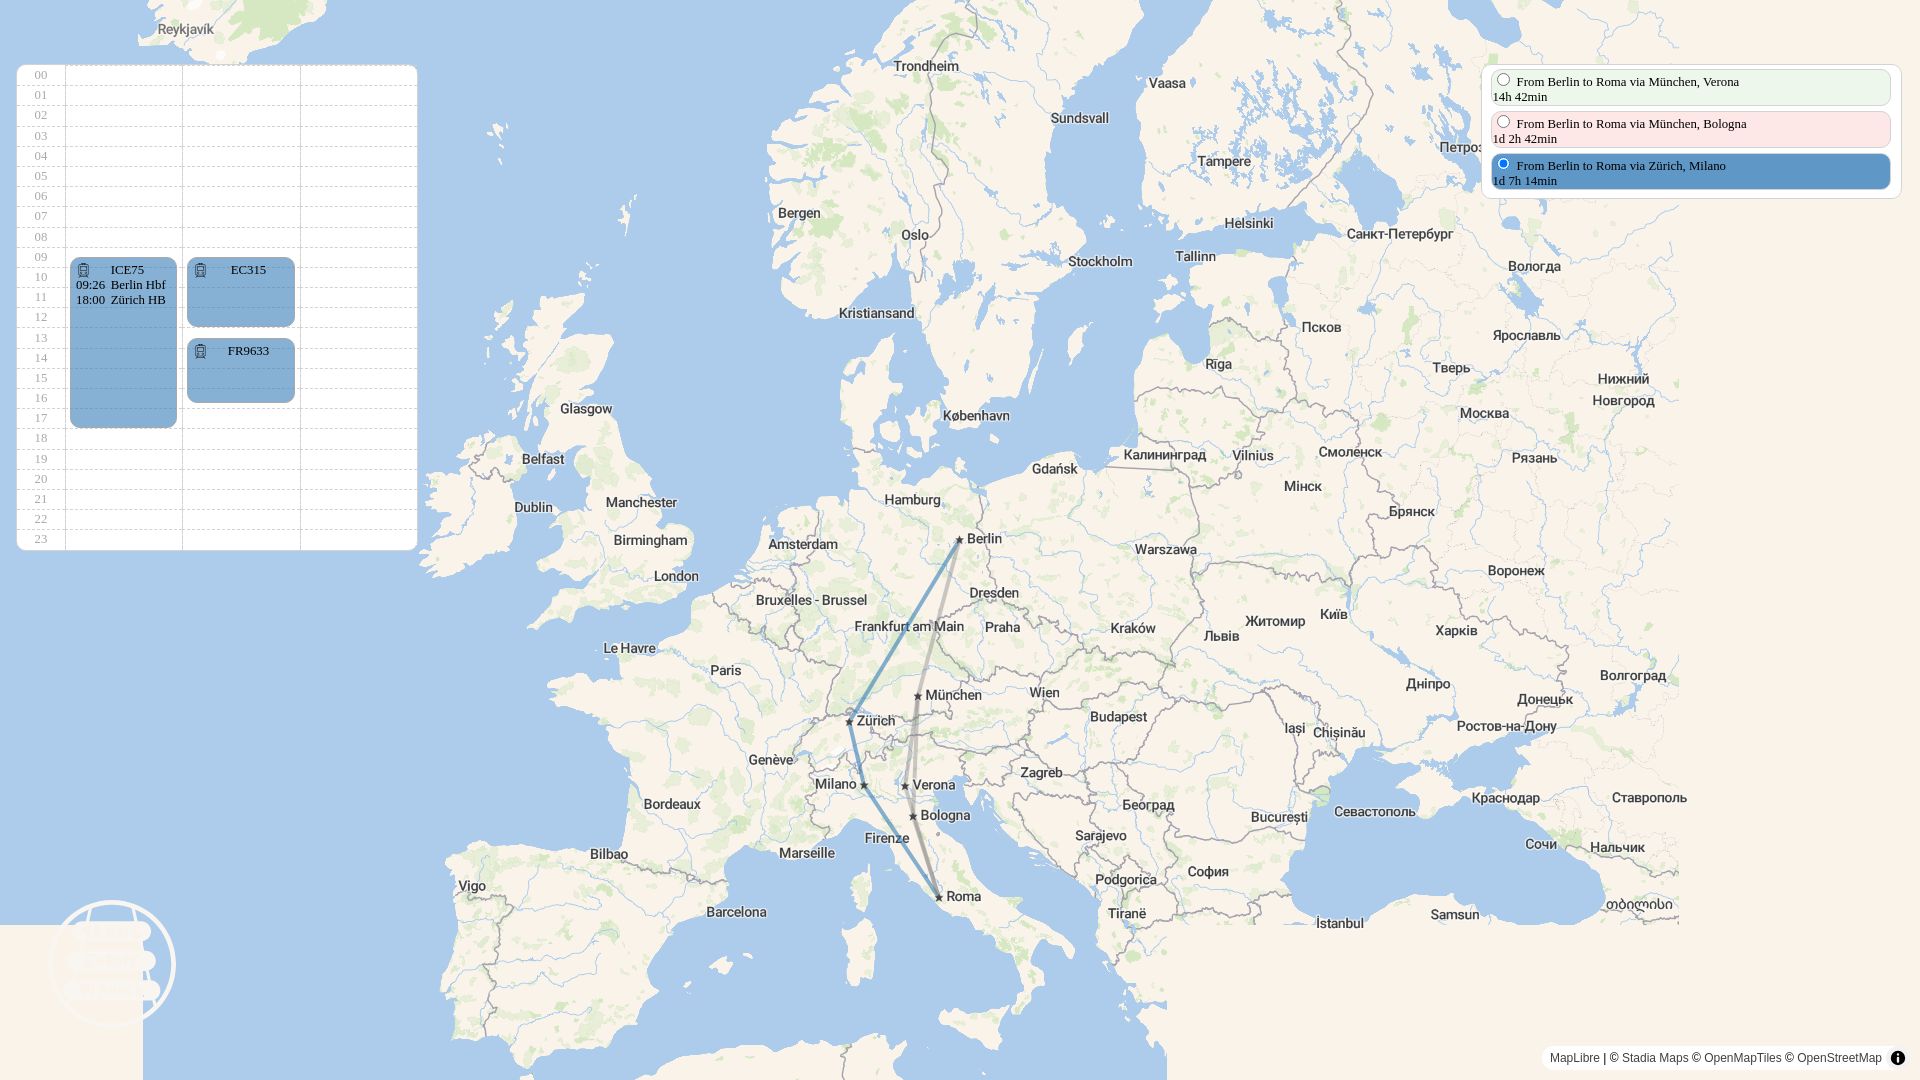 Reykjavík
00
01
02
03
04
05
06
07
08
09
10
11
12
13
14
15
16
17
18
19
20
21
22
23
ICE75
09:26 Berlin Hbf
18:00 Zürich HB
EC315
FR9633
From Berlin to Roma via München, Verona
14h 42min
From Berlin to Roma via München, Bologna
1d 2h 42min
From Berlin to Roma via Zürich, Milano
1d 7h 14min
Trondheim
Vaasa
Sundsvall
Tampere
Bergen
Oslo
Helsinki
Санкт-Петербург
Stockholm
Tallinn
Вологда
Kristiansand
Псков
Ярославль
Rīga
Тверь
Нижний
Новгород
Glasgow
København
Москва
Belfast
Gdańsk
Калининград
Vilnius
Смоленск
Рязань
Hamburg
Manchester
Dublin
Мінск
Брянск
Birmingham
Amsterdam
Berlin
Warszawa
London
Воронеж
Bruxelles - Brussel
Dresden
Frankfurt am Main
Praha
Kraków
Львів
Житомир
Київ
Харків
Le Havre
Paris
München
Wien
Дніпро
Волгоград
Донецьк
Zürich
Budapest
Iași
Chișinău
Ростов-на-Дону
Genève
Zagreb
Milano
Verona
Bordeaux
Београд
București
Севастополь
Краснодар
Ставрополь
Bologna
Firenze
Sarajevo
Marseille
Bilbao
Сочи
Нальчик
Vigo
Podgorica
София
Roma
Barcelona
Tiranë
İstanbul
Samsun
თბილისი
MapLibre | © Stadia Maps © OpenMapTiles © OpenStreetMap